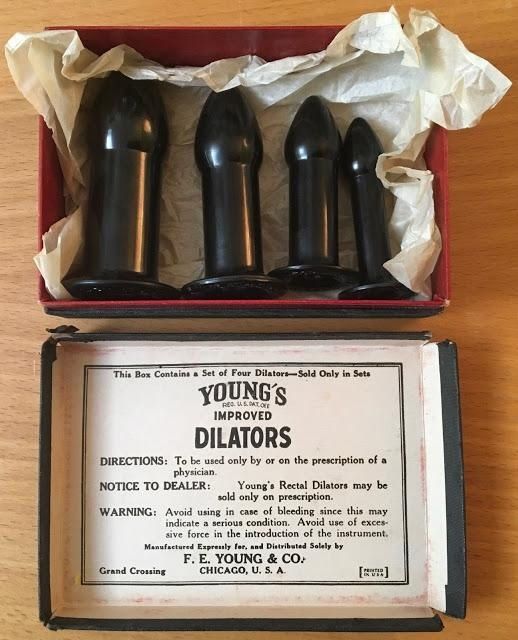 This Box Contains a Set of Four Dilators—Sold Only in Sets
YOUNG'S
REG. U.S. PAT. OFF.
IMPROVED
DILATORS
DIRECTIONS: To be used only by or on the prescription of a
physician.
NOTICE TO DEALER: Young's Rectal Dilators may be
sold only on prescription.
WARNING: Avoid using in case of bleeding since this may
indicate a serious condition. Avoid use of exces-
sive force in the introduction of the instrument.
Manufactured Expressly for, and Distributed Solely by
F. E. YOUNG & CO.
Grand Crossing CHICAGO, U. S. A. [PRINTED IN USA]